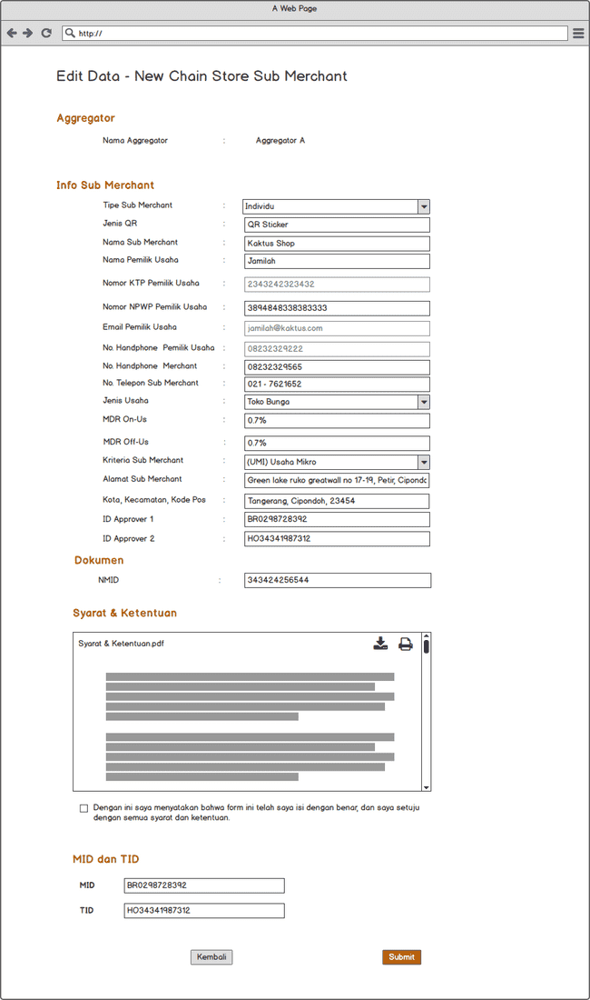 A Web Page
http://
Edit Data - New Chain Store Sub Merchant
Aggregator
Nama Aggregator : Aggregator A
Info Sub Merchant
Tipe Sub Merchant : Individu
Jenis QR : QR Sticker
Nama Sub Merchant : Kaktus Shop
Nama Pemilik Usaha : Jamilah
Nomor KTP Pemilik Usaha : 2343242323432
Nomor NPWP Pemilik Usaha : 3894848338383333
Email Pemilik Usaha : jamilah@kaktus.com
No. Handphone Pemilik Usaha : 08232329222
No. Handphone Merchant : 08232329565
No. Telepon Sub Merchant : 021 - 7621652
Jenis Usaha : Toko Bunga
MDR On-Us : 0.7%
MDR Off-Us : 0.7%
Kriteria Sub Merchant : (UMI) Usaha Mikro
Alamat Sub Merchant : Green lake ruko greatwall no 17-19, Petir, Cipondo
Kota, Kecamatan, Kode Pos : Tangerang, Cipondoh, 23454
ID Approver 1 : BR0298728392
ID Approver 2 : HO34341987312
Dokumen
NMID : 343424256544
Syarat & Ketentuan
Syarat & Ketentuan.pdf
Dengan ini saya menyatakan bahwa form ini telah saya isi dengan benar, dan saya setuju
dengan semua syarat dan ketentuan.
MID dan TID
MID BR0298728392
TID HO34341987312
Kembali Submit